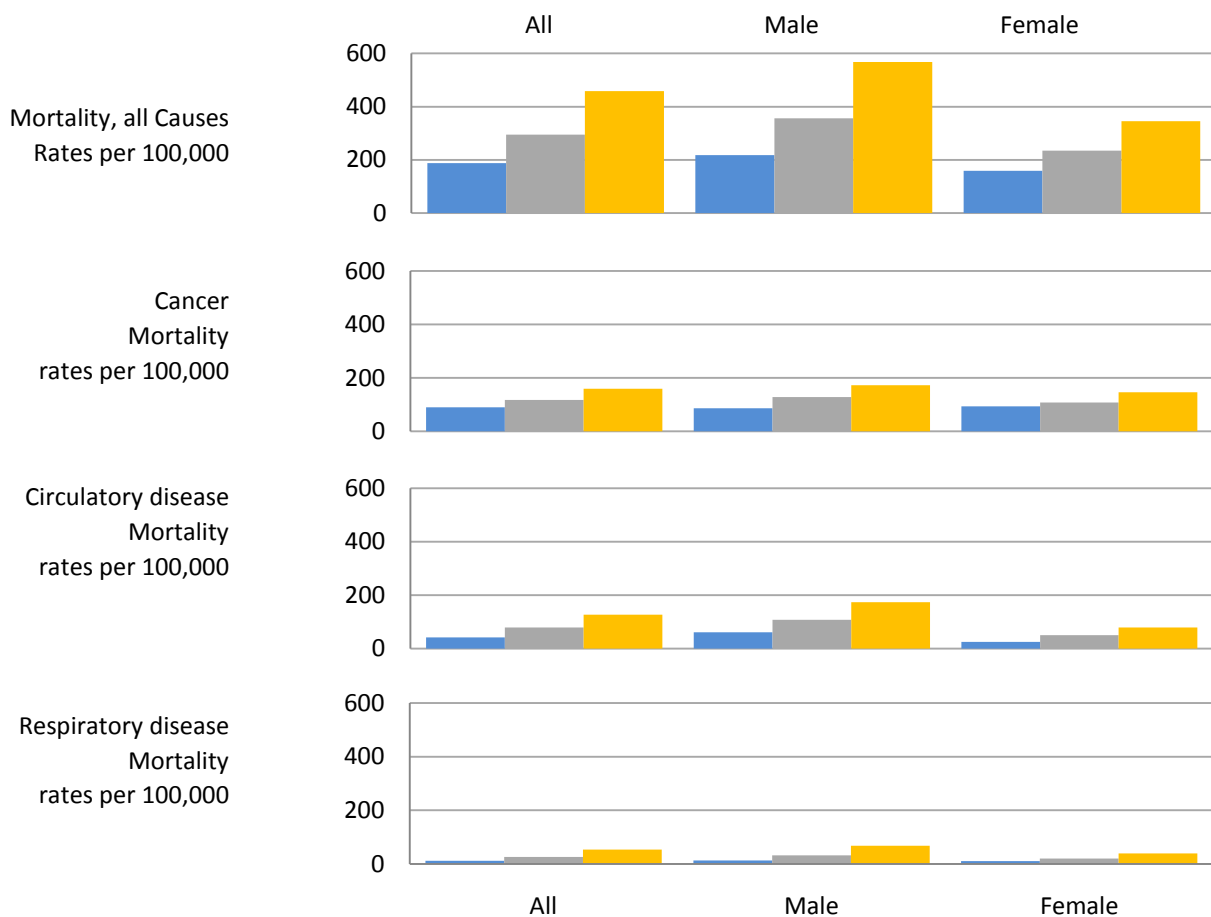 All Male Female
Mortality, all Causes
Rates per 100,000
600
400
200
0
Cancer
Mortality
rates per 100,000
600
400
200
0
Circulatory disease
Mortality
rates per 100,000
600
400
200
0
Respiratory disease
Mortality
rates per 100,000
600
400
200
0
All Male Female